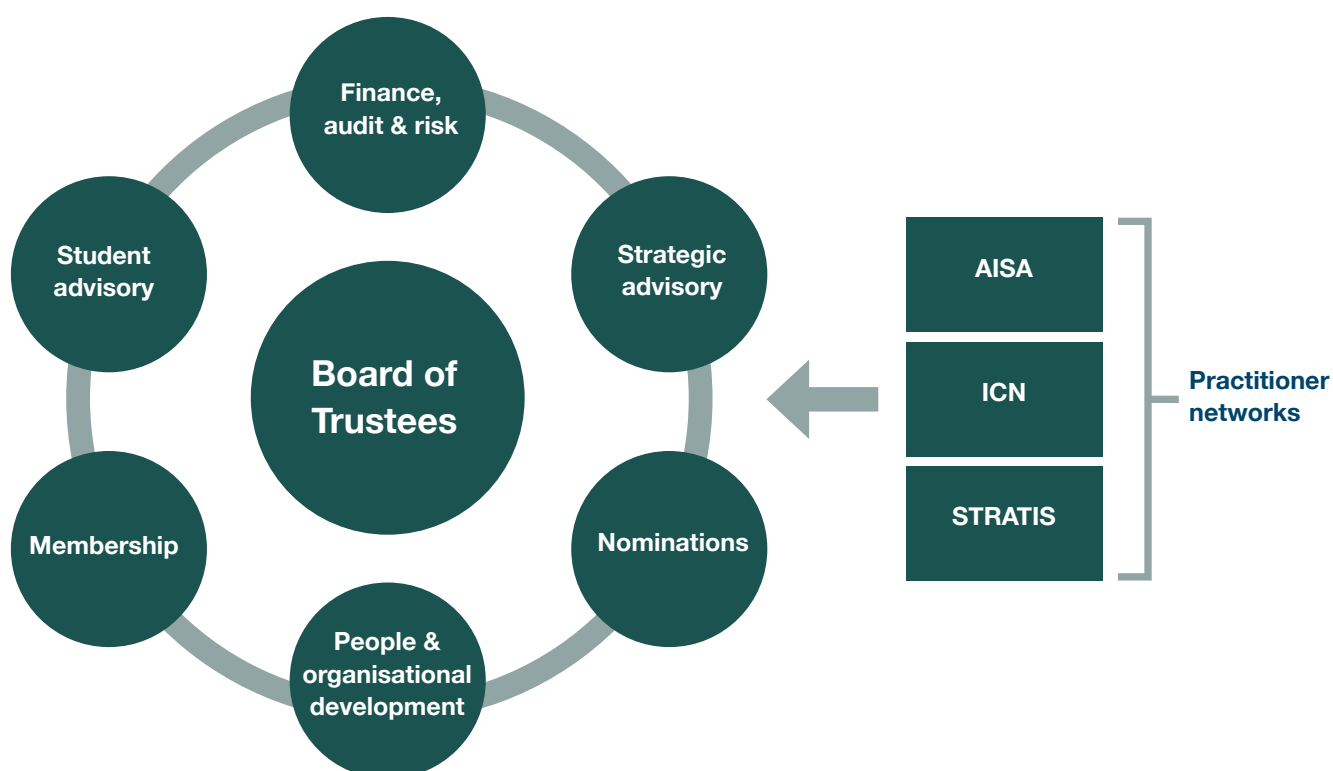 Finance,
audit & risk
Student
advisory
Strategic
advisory
Board of
Trustees
Membership
Nominations
People &
organisational
development
AISA
ICN
STRATIS
Practitioner
networks